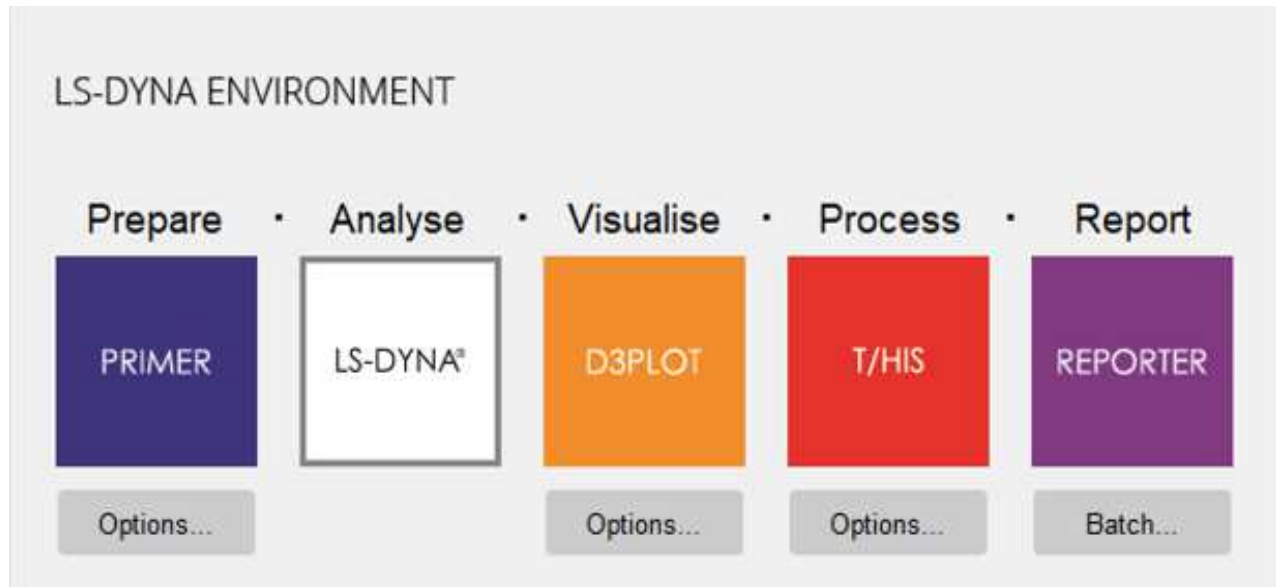 LS-DYNA ENVIRONMENT
Prepare · Analyse · Visualise · Process · Report
PRIMER LS-DYNA® D3PLOT T/HIS REPORTER
Options... Options... Options... Batch...